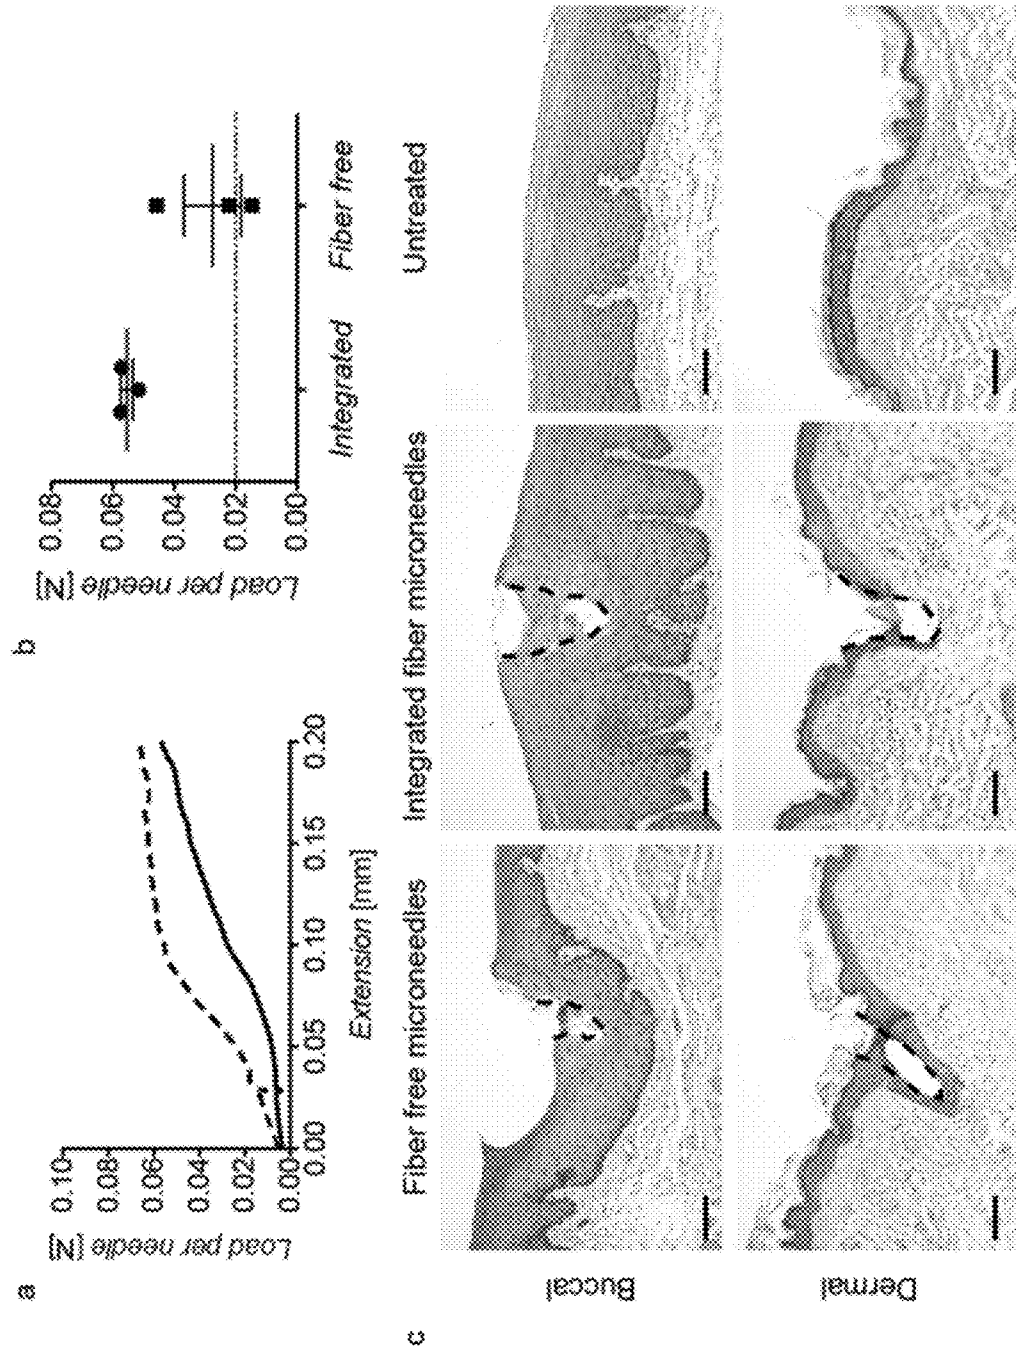 a
Load per needle [N]
0.10
0.08
0.06
0.04
0.02
0.00
0.00 0.05 0.10 0.15 0.20
Extension [mm]
b
Load per needle [N]
0.08
0.06
0.04
0.02
0.00
Integrated Fiber free
c
Fiber free microneedles Integrated fiber microneedles Untreated
Buccal
Dermal